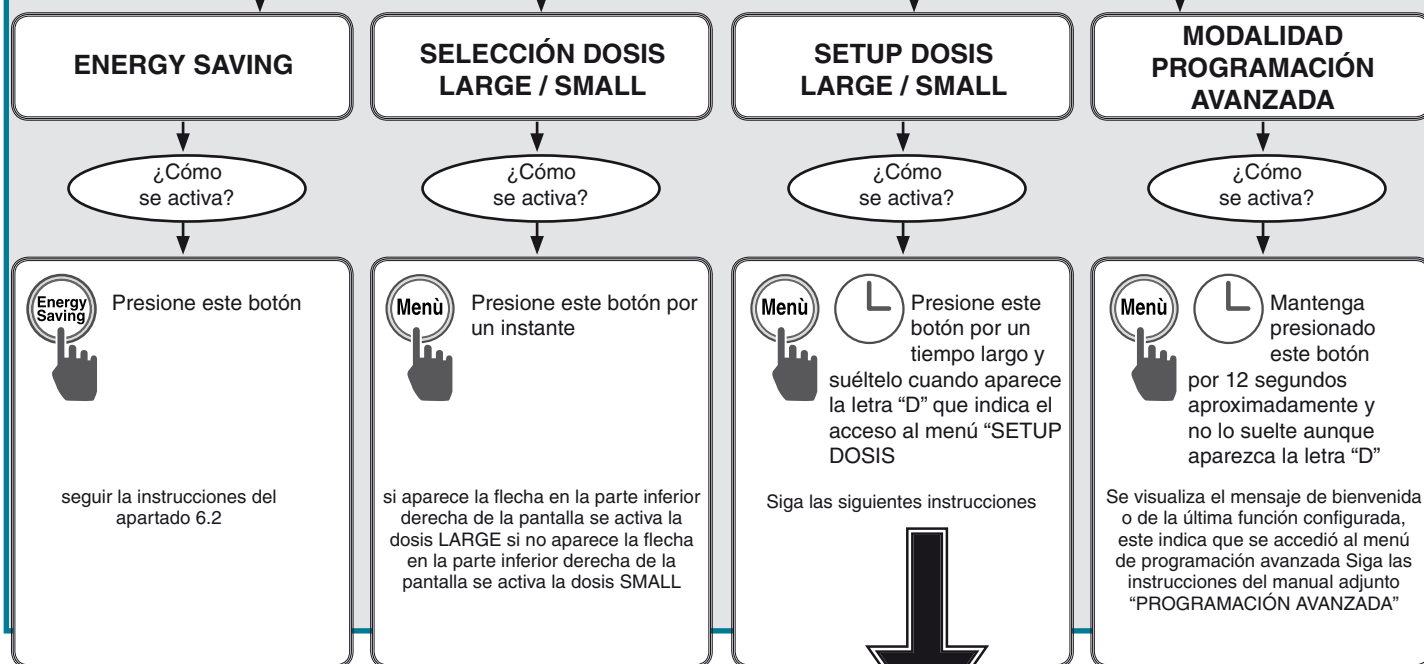 ENERGY SAVING
¿Cómo
se activa?
Energy
Saving
Presione este botón
seguir la instrucciones del
apartado 6.2
SELECCIÓN DOSIS
LARGE / SMALL
¿Cómo
se activa?
Menù
Presione este botón por
un instante
si aparece la flecha en la parte inferior
derecha de la pantalla se activa la
dosis LARGE si no aparece la flecha
en la parte inferior derecha de la
pantalla se activa la dosis SMALL
SETUP DOSIS
LARGE / SMALL
¿Cómo
se activa?
Menù
Presione este
botón por un
tiempo largo y
suéltelo cuando aparece
la letra “D” que indica el
acceso al menú “SETUP
DOSIS
Siga las siguientes instrucciones
MODALIDAD
PROGRAMACIÓN
AVANZADA
¿Cómo
se activa?
Menù
Mantenga
presionado
este botón
por 12 segundos
aproximadamente y
no lo suelte aunque
aparezca la letra “D”
Se visualiza el mensaje de bienvenida
o de la última función configurada,
este indica que se accedió al menú
de programación avanzada Siga las
instrucciones del manual adjunto
“PROGRAMACIÓN AVANZADA”